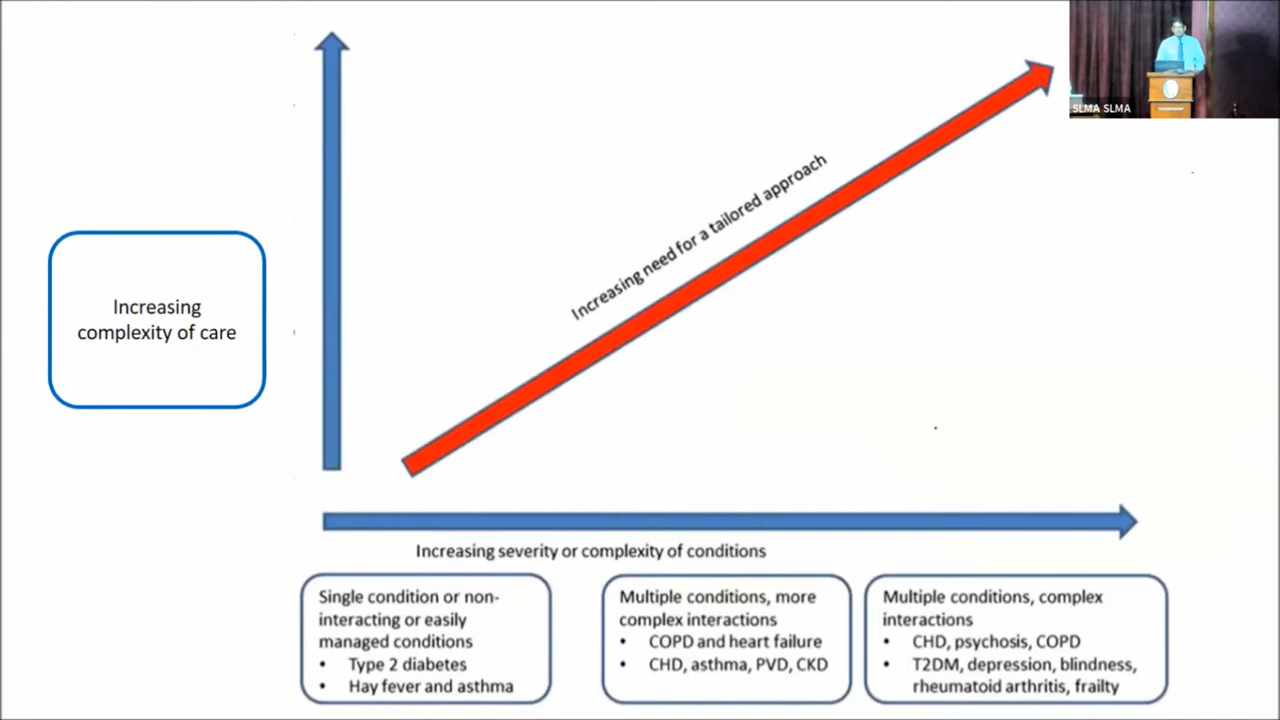 SLMA SLMA
Increasing need for a tailored approach
Increasing
complexity of care
Increasing severity or complexity of conditions
Single condition or non-
interacting or easily
managed conditions
• Type 2 diabetes
• Hay fever and asthma
Multiple conditions, more
complex interactions
• COPD and heart failure
• CHD, asthma, PVD, CKD
Multiple conditions, complex
interactions
• CHD, psychosis, COPD
• T2DM, depression, blindness,
rheumatoid arthritis, frailty